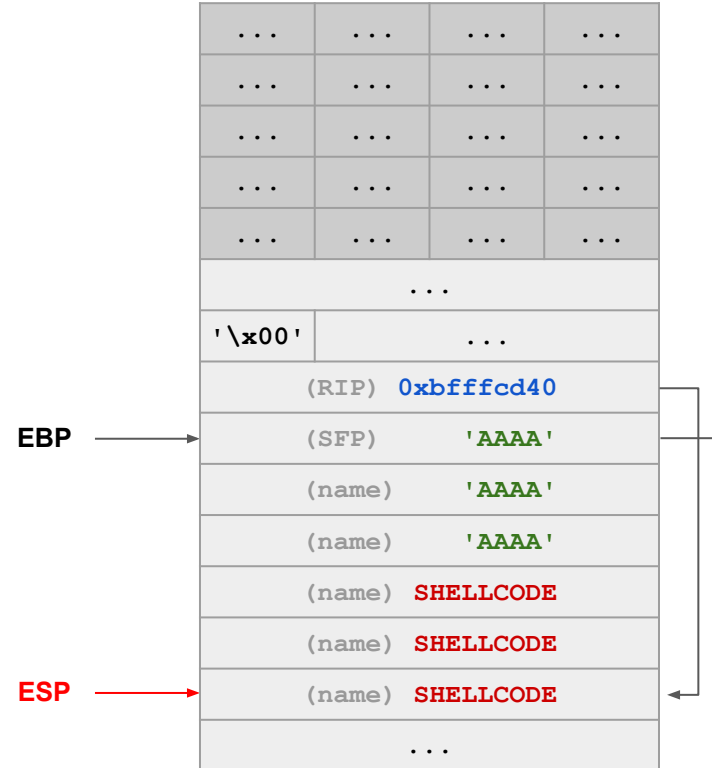 ... ... ... ...
... ... ... ...
... ... ... ...
... ... ... ...
... ... ... ...
...
'\x00' ...
(RIP) 0xbfffcd40
EBP (SFP) 'AAAA'
(name) 'AAAA'
(name) 'AAAA'
(name) SHELLCODE
(name) SHELLCODE
ESP (name) SHELLCODE
...